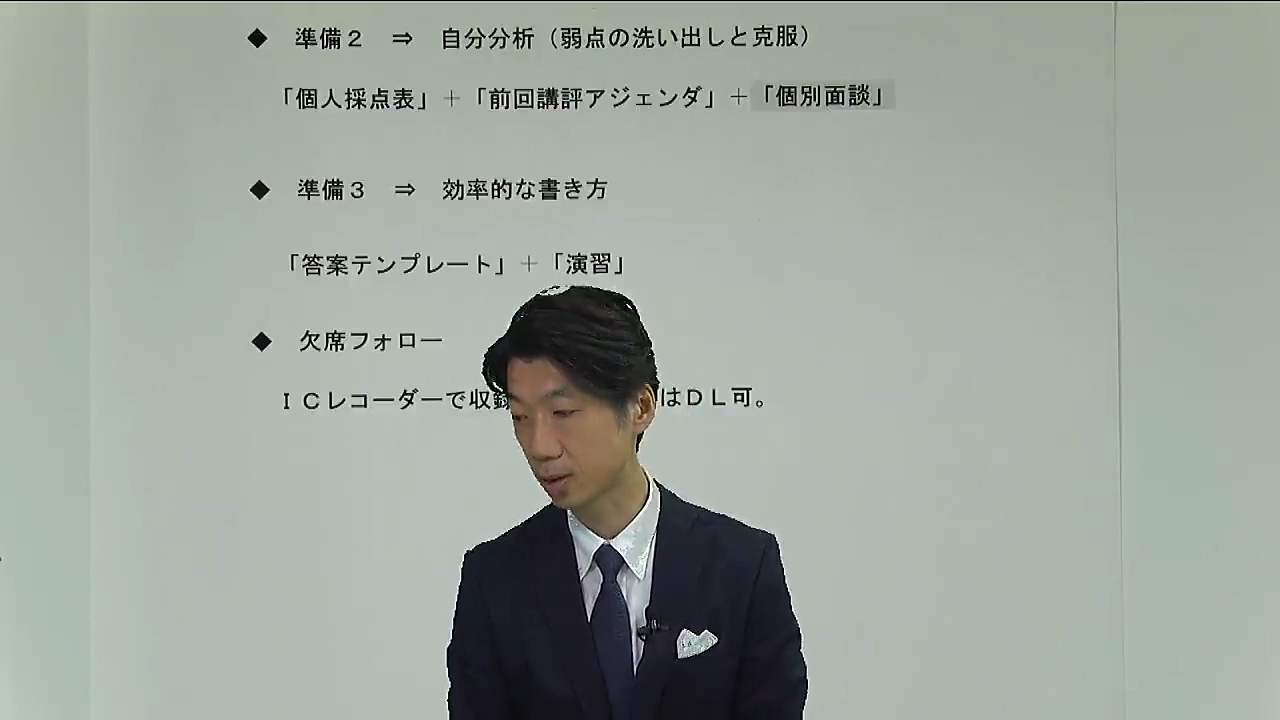 ◆ 準備２ ⇒ 自分分析（弱点の洗い出しと克服）
「個人採点表」＋「前回講評アジェンダ」＋「個別面談」
◆ 準備３ ⇒ 効率的な書き方
「答案テンプレート」＋「演習」
◆ 欠席フォロー
ＩＣレコーダーで収録 はＤＬ可。